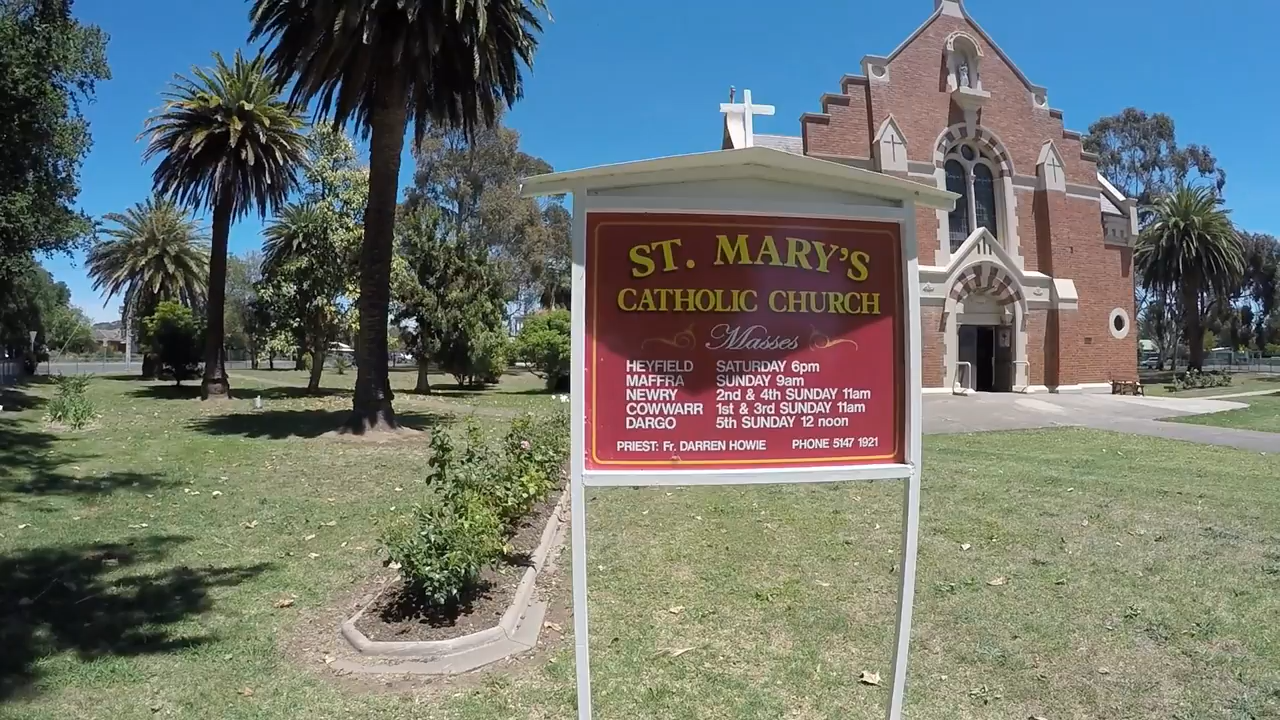 ST. MARY'S
CATHOLIC CHURCH
Masses
HEYFIELD SATURDAY 6pm
MAFFRA SUNDAY 9am
NEWRY 2nd & 4th SUNDAY 11am
COWWARR 1st & 3rd SUNDAY 11am
DARGO 5th SUNDAY 12 noon
PRIEST: Fr. DARREN HOWIE PHONE 5147 1921